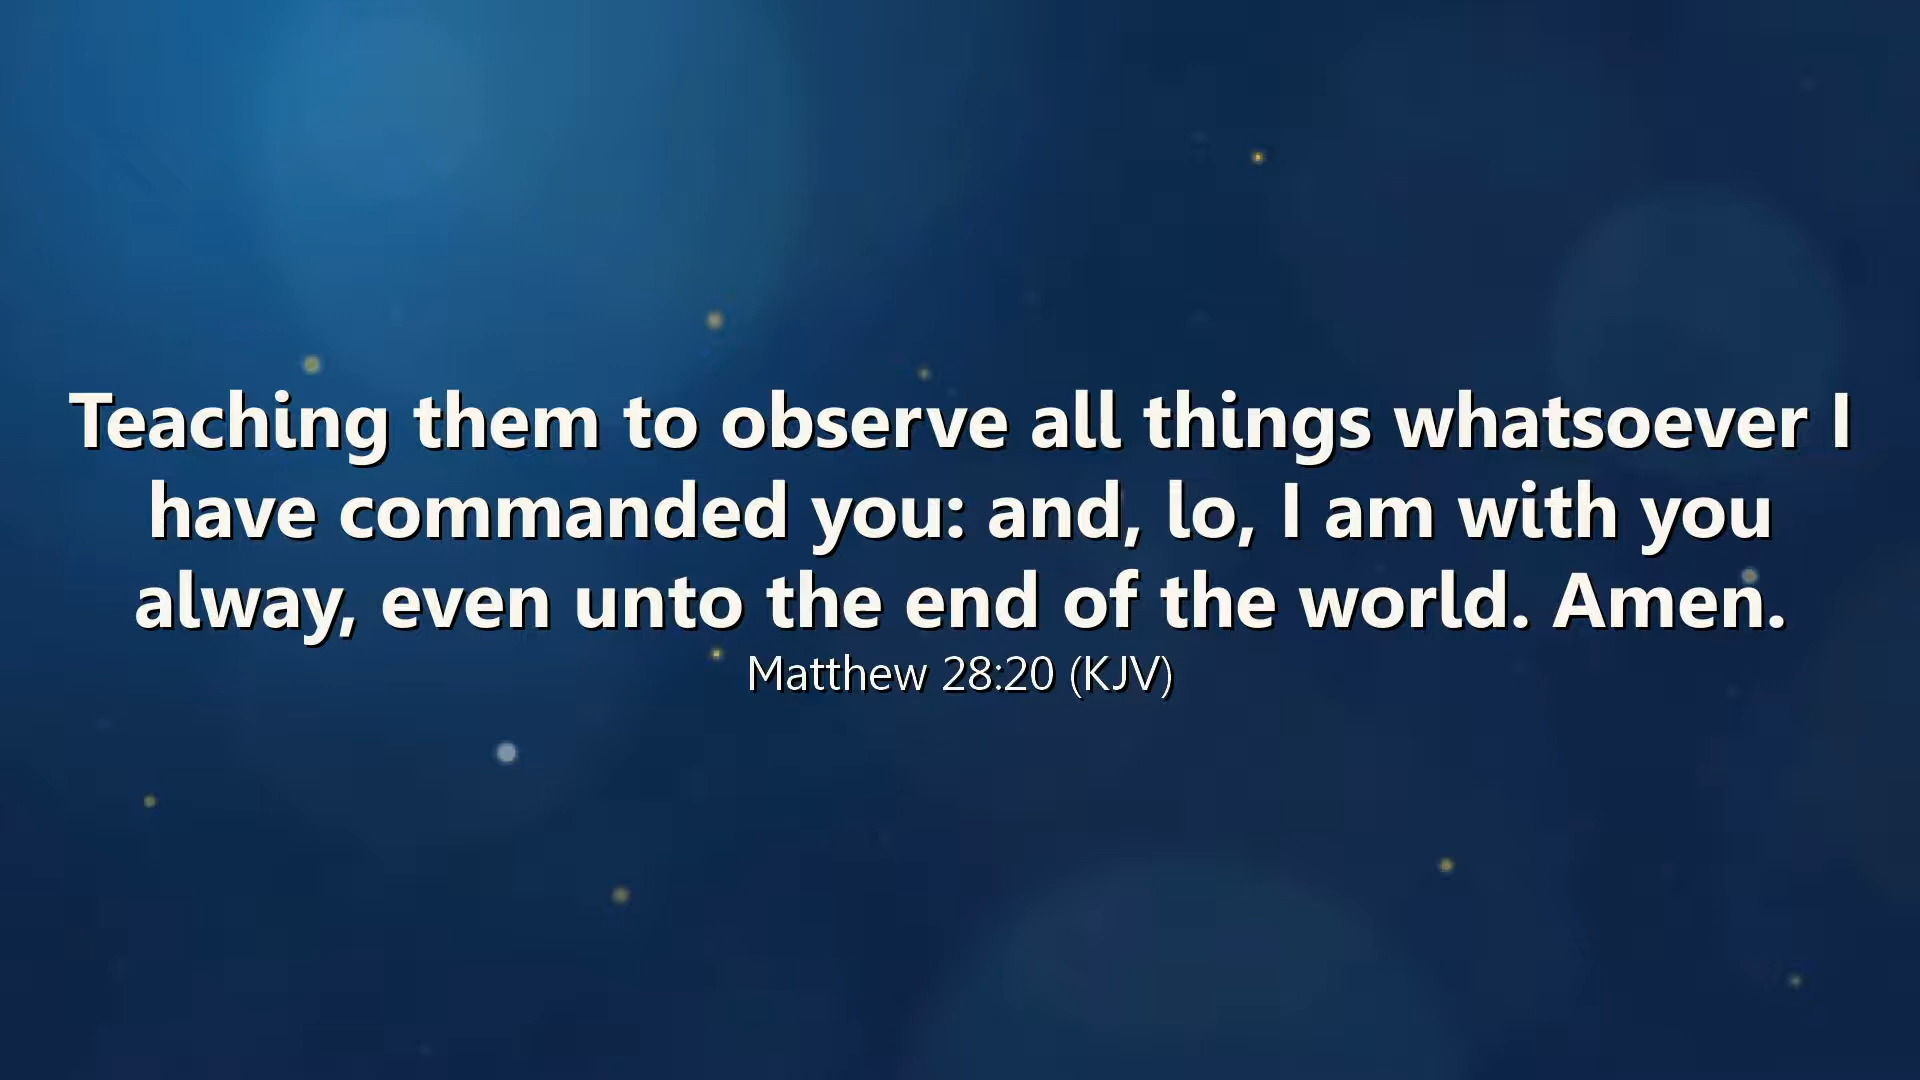 Teaching them to observe all things whatsoever I
have commanded you: and, lo, I am with you
alway, even unto the end of the world. Amen.
Matthew 28:20 (KJV)